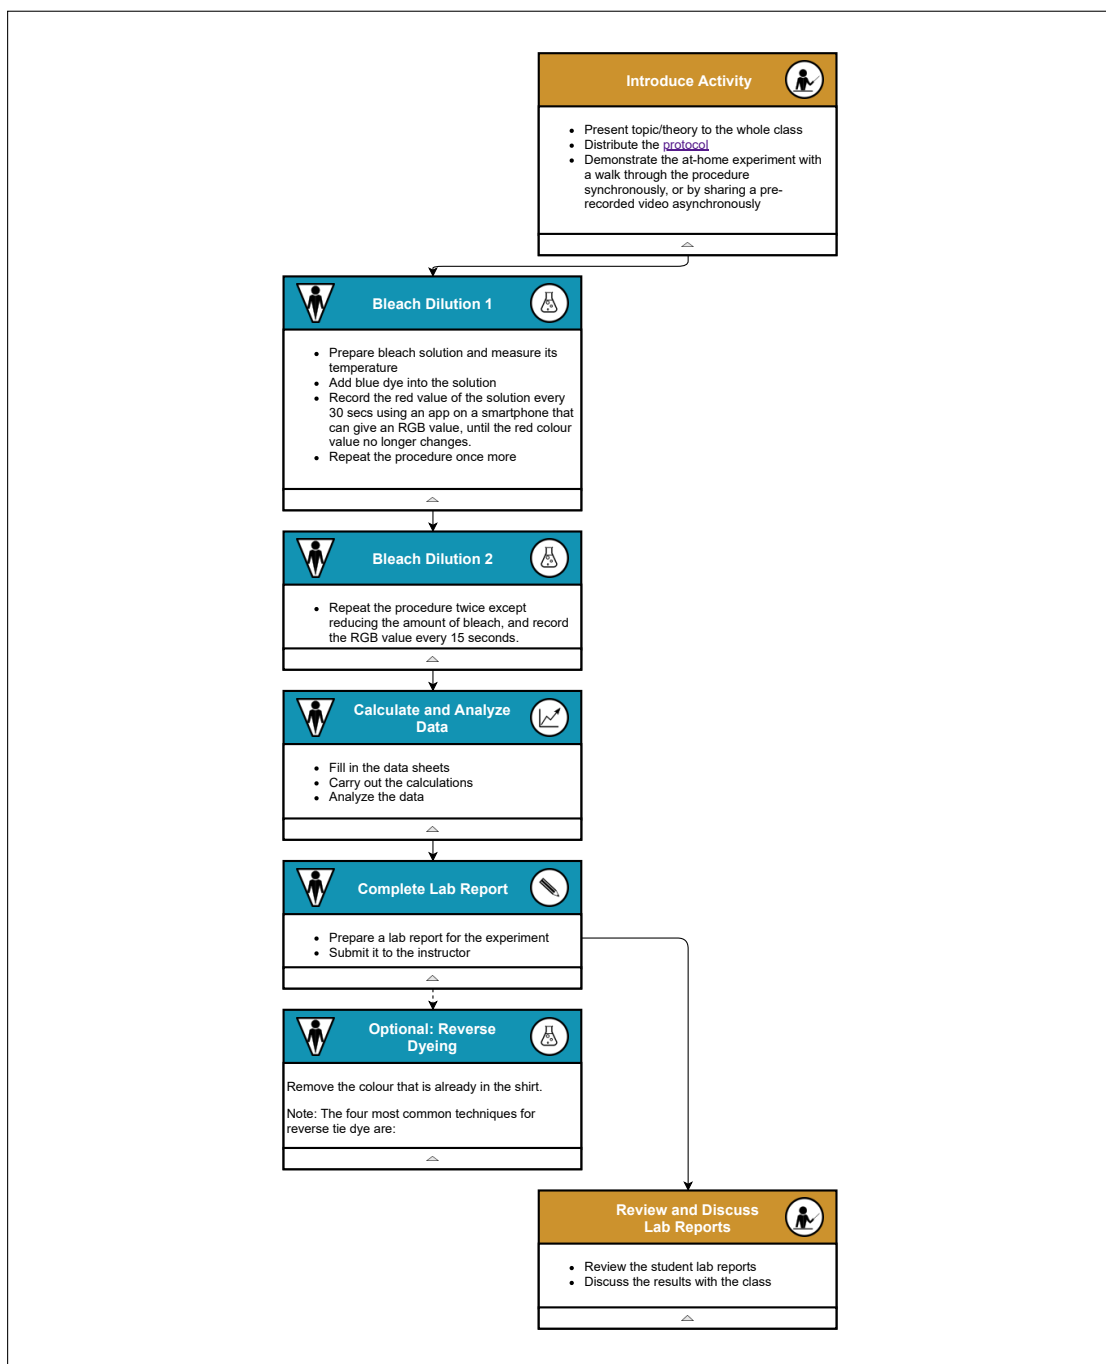 Introduce Activity
Present topic/theory to the whole class
Distribute the protocol
Demonstrate the at-home experiment with
a walk through the procedure
synchronously, or by sharing a pre-
recorded video asynchronously
Bleach Dilution 1
Prepare bleach solution and measure its
temperature
Add blue dye into the solution
Record the red value of the solution every
30 secs using an app on a smartphone that
can give an RGB value, until the red colour
value no longer changes.
Repeat the procedure once more
Bleach Dilution 2
Repeat the procedure twice except
reducing the amount of bleach, and record
the RGB value every 15 seconds.
Calculate and Analyze
Data
Fill in the data sheets
Carry out the calculations
Analyze the data
Complete Lab Report
Prepare a lab report for the experiment
Submit it to the instructor
Optional: Reverse
Dyeing
Remove the colour that is already in the shirt.
Note: The four most common techniques for
reverse tie dye are:
Review and Discuss
Lab Reports
Review the student lab reports
Discuss the results with the class